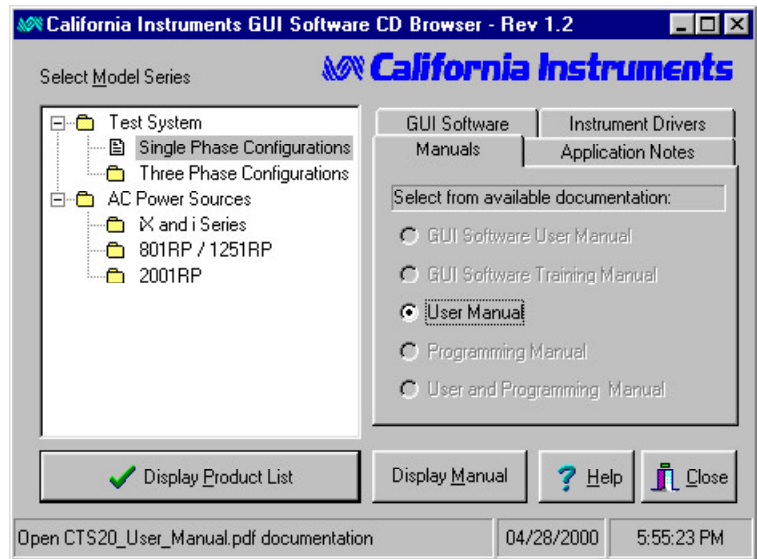 California Instruments GUI Software CD Browser - Rev 1.2
Select Model Series
California Instruments
Test System
Single Phase Configurations
Three Phase Configurations
AC Power Sources
iX and i Series
801RP / 1251RP
2001RP
GUI Software
Instrument Drivers
Manuals
Application Notes
Select from available documentation:
GUI Software User Manual
GUI Software Training Manual
User Manual
Programming Manual
User and Programming Manual
Display Product List
Display Manual
? Help
Close
Open CTS20_User_Manual.pdf documentation
04/28/2000
5:55:23 PM